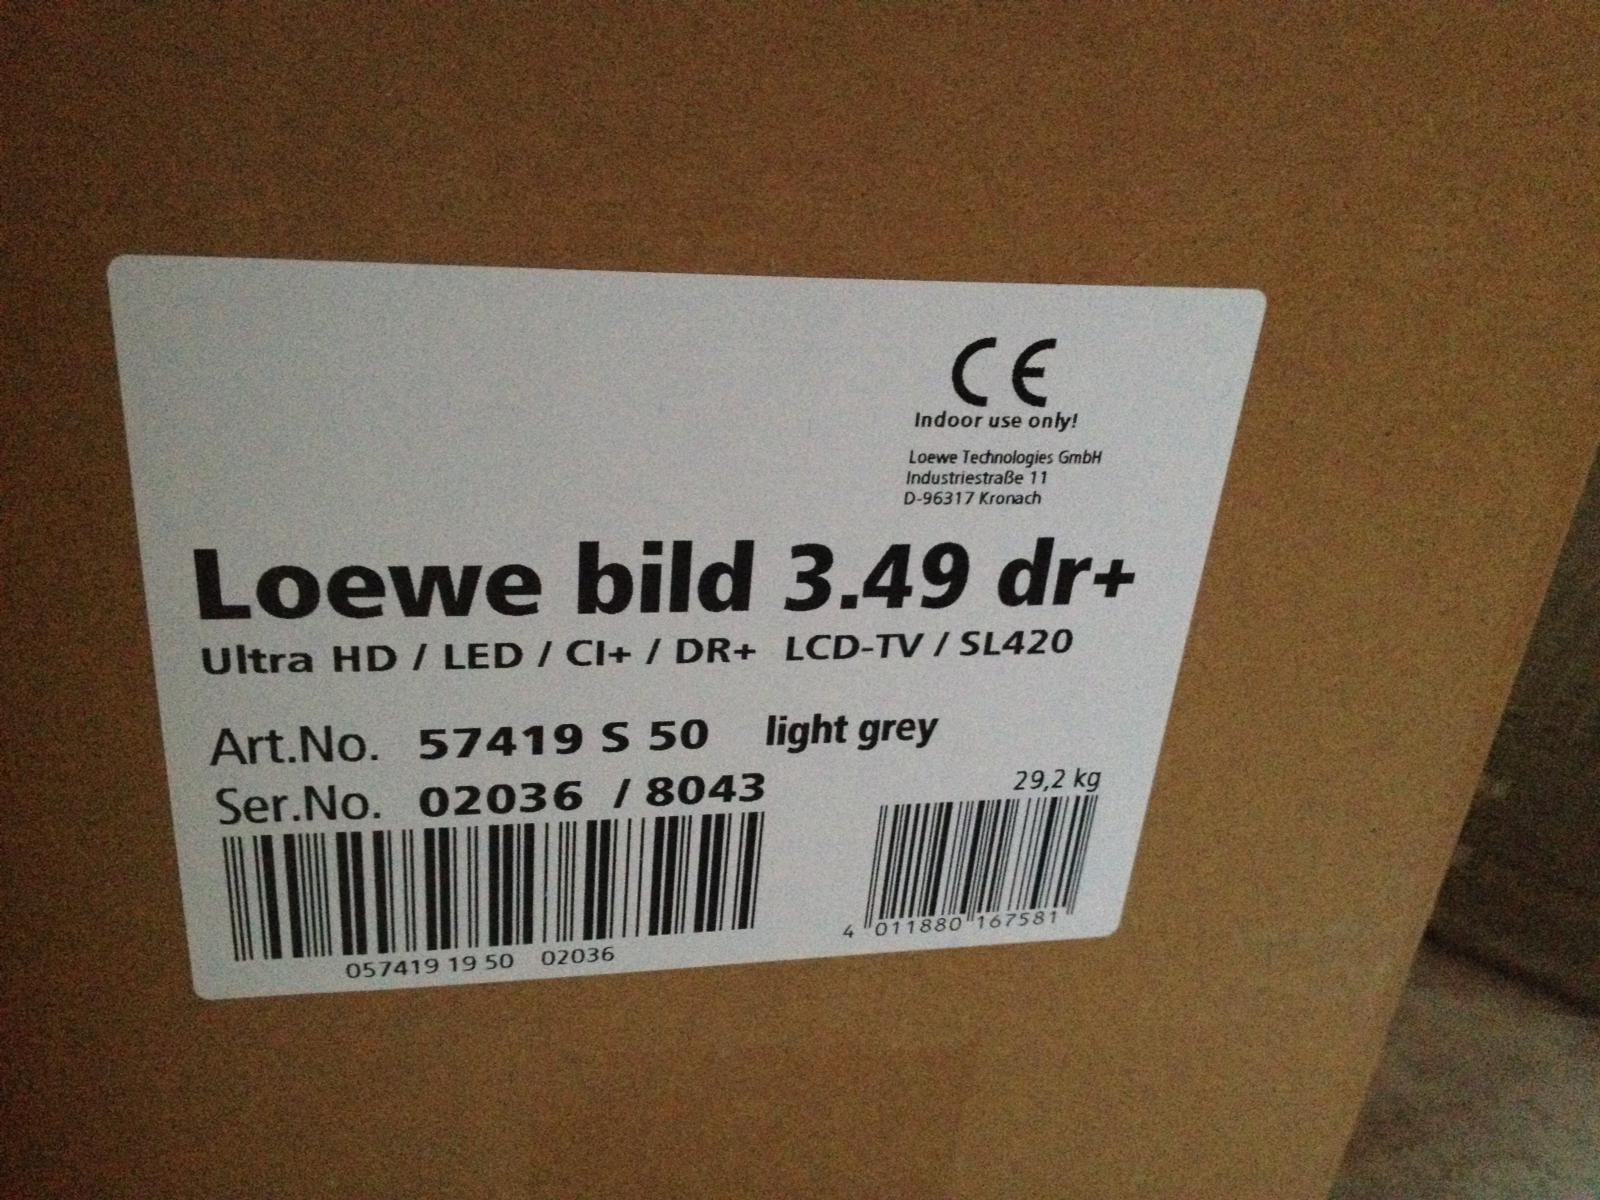 CE
Indoor use only!
Loewe Technologies GmbH
Industriestraße 11
D-96317 Kronach
Loewe bild 3.49 dr+
Ultra HD / LED / CI+ / DR+ LCD-TV / SL420
Art.No. 57419 S 50 light grey
Ser.No. 02036 / 8043
29,2 kg
057419 19 50 02036
4 011880 167581